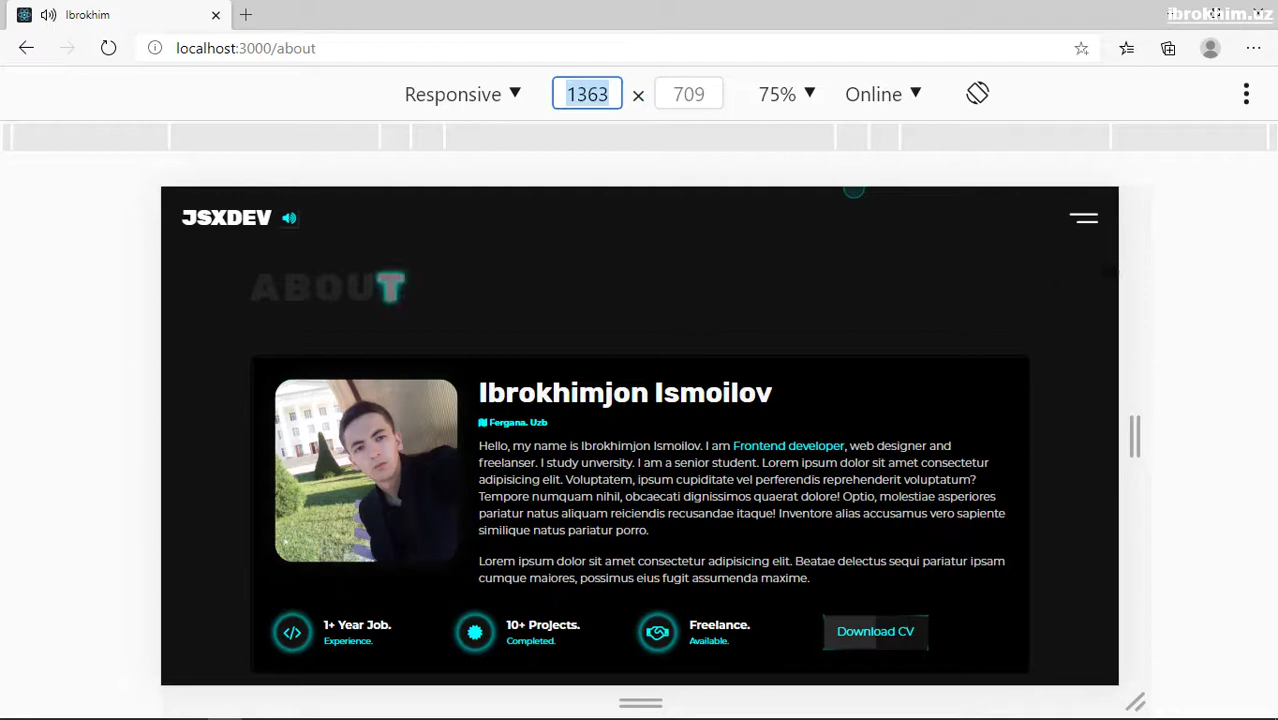 Ibrokhim
ibrokhim.uz
localhost:3000/about
Responsive
1363 × 709
75%
Online
JSXDEV
ABOUT
Ibrokhimjon Ismoilov
Fergana. Uzb
Hello, my name is Ibrokhimjon Ismoilov. I am Frontend developer, web designer and
freelanser. I study unversity. I am a senior student. Lorem ipsum dolor sit amet consectetur
adipisicing elit. Voluptatem, ipsum cupiditate vel perferendis reprehenderit voluptatum?
Tempore numquam nihil, obcaecati dignissimos quaerat dolore! Optio, molestiae asperiores
pariatur natus aliquam reiciendis recusandae itaque! Inventore alias accusamus vero sapiente
similique natus pariatur porro.
Lorem ipsum dolor sit amet consectetur adipisicing elit. Beatae delectus sequi pariatur ipsam
cumque maiores, possimus eius fugit assumenda maxime.
1+ Year Job.
Experience.
10+ Projects.
Completed.
Freelance.
Available.
Download CV